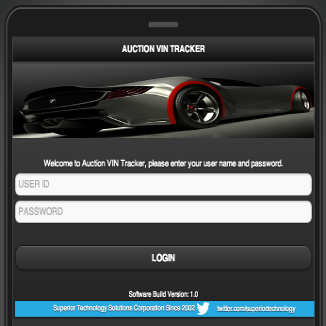 AUCTION VIN TRACKER
Welcome to Auction VIN Tracker, please enter your user name and password.
USER ID
PASSWORD
LOGIN
Software Build Version: 1.0
Superior Technology Solutions Corporation Since 2002 twitter.com/superiortechnology